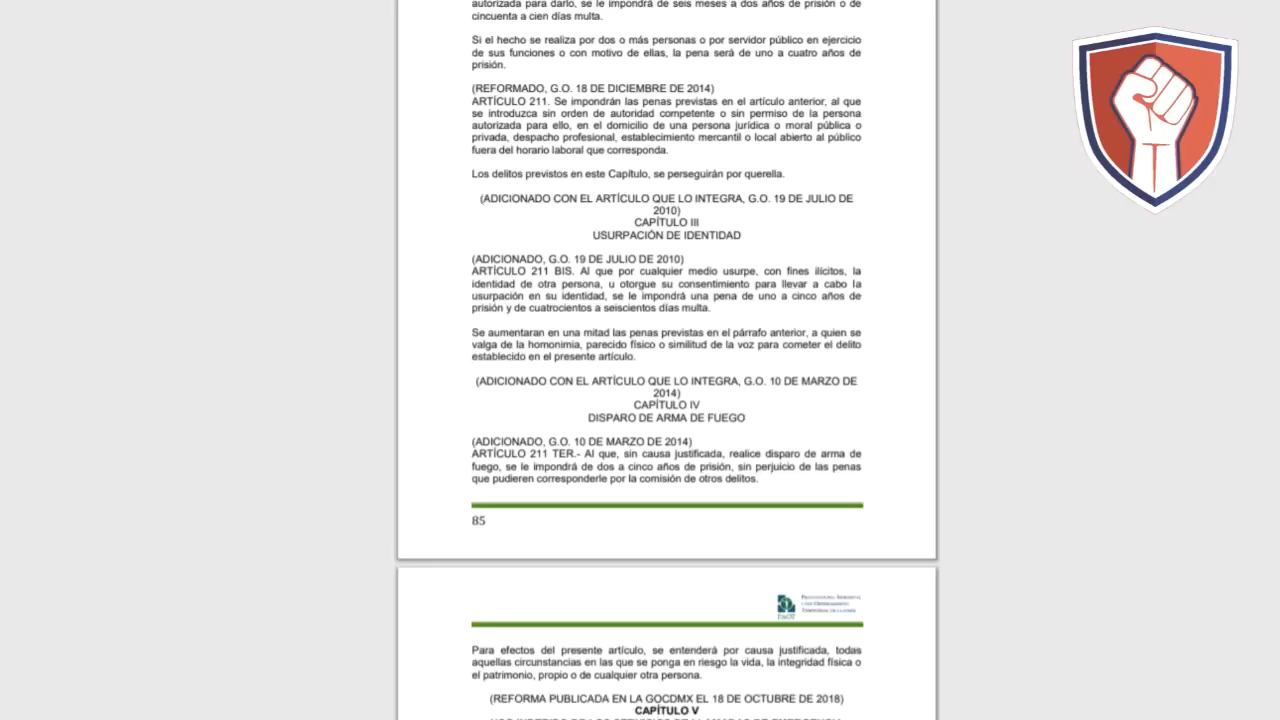 autorizada para darlo, se le impondrá de seis meses a dos años de prisión o de
cincuenta a cien días multa.
Si el hecho se realiza por dos o más personas o por servidor público en ejercicio
de sus funciones o con motivo de ellas, la pena será de uno a cuatro años de
prisión.
(REFORMADO, G.O. 18 DE DICIEMBRE DE 2014)
ARTÍCULO 211. Se impondrán las penas previstas en el artículo anterior, al que
se introduzca sin orden de autoridad competente o sin permiso de la persona
autorizada para ello, en el domicilio de una persona jurídica o moral pública o
privada, despacho profesional, establecimiento mercantil o local abierto al público
fuera del horario laboral que corresponda.
Los delitos previstos en este Capítulo, se perseguirán por querella.
(ADICIONADO CON EL ARTÍCULO QUE LO INTEGRA, G.O. 19 DE JULIO DE
2010)
CAPÍTULO III
USURPACIÓN DE IDENTIDAD
(ADICIONADO, G.O. 19 DE JULIO DE 2010)
ARTÍCULO 211 BIS. Al que por cualquier medio usurpe, con fines ilícitos, la
identidad de otra persona, u otorgue su consentimiento para llevar a cabo la
usurpación en su identidad, se le impondrá una pena de uno a cinco años de
prisión y de cuatrocientos a seiscientos días multa.
Se aumentaran en una mitad las penas previstas en el párrafo anterior, a quien se
valga de la homonimia, parecido físico o similitud de la voz para cometer el delito
establecido en el presente artículo.
(ADICIONADO CON EL ARTÍCULO QUE LO INTEGRA, G.O. 10 DE MARZO DE
2014)
CAPÍTULO IV
DISPARO DE ARMA DE FUEGO
(ADICIONADO, G.O. 10 DE MARZO DE 2014)
ARTÍCULO 211 TER.- Al que, sin causa justificada, realice disparo de arma de
fuego, se le impondrá de dos a cinco años de prisión, sin perjuicio de las penas
que pudieren corresponderle por la comisión de otros delitos.
85
Para efectos del presente artículo, se entenderá por causa justificada, todas
aquellas circunstancias en las que se ponga en riesgo la vida, la integridad física o
el patrimonio, propio o de cualquier otra persona.
(REFORMA PUBLICADA EN LA GOCDMX EL 18 DE OCTUBRE DE 2018)
CAPÍTULO V